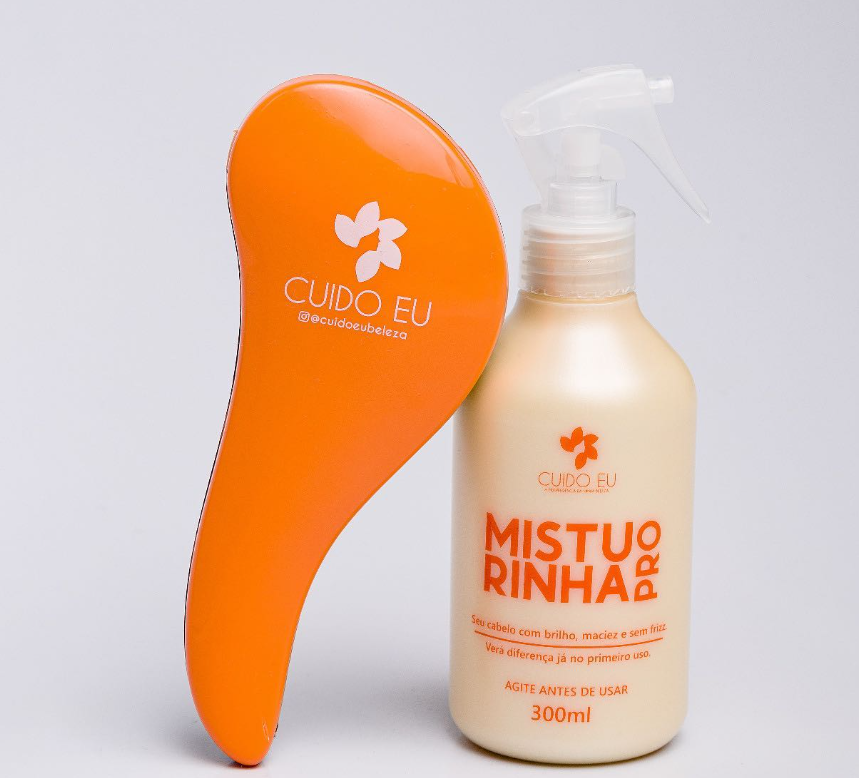 CUIDO EU
@cuidoeubeleza
CUIDO EU
MISTU
RINHA
PRO
Seu cabelo com brilho, maciez e sem frizz.
Verá diferença já no primeiro uso.
AGITE ANTES DE USAR
300ml